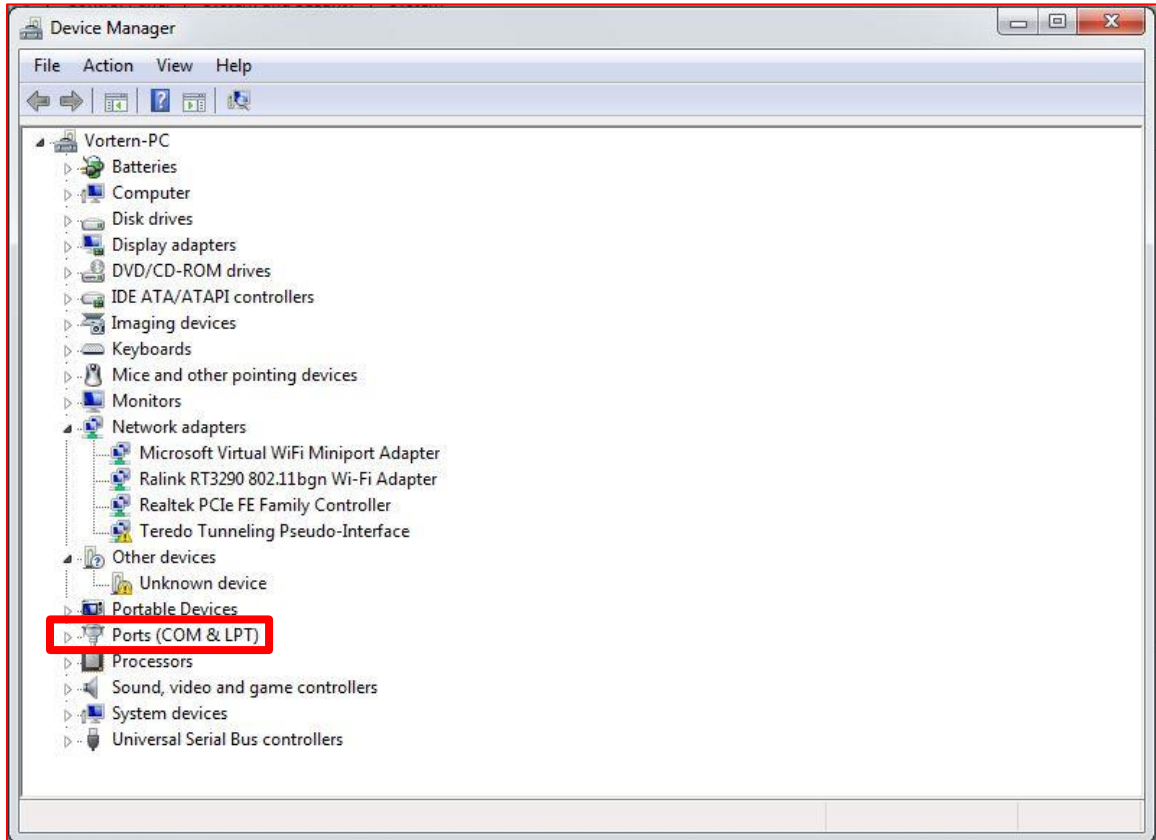 Device Manager
File Action View Help
Vortern-PC
Batteries
Computer
Disk drives
Display adapters
DVD/CD-ROM drives
IDE ATA/ATAPI controllers
Imaging devices
Keyboards
Mice and other pointing devices
Monitors
Network adapters
Microsoft Virtual WiFi Miniport Adapter
Ralink RT3290 802.11bgn Wi-Fi Adapter
Realtek PCIe FE Family Controller
Teredo Tunneling Pseudo-Interface
Other devices
Unknown device
Portable Devices
Ports (COM & LPT)
Processors
Sound, video and game controllers
System devices
Universal Serial Bus controllers